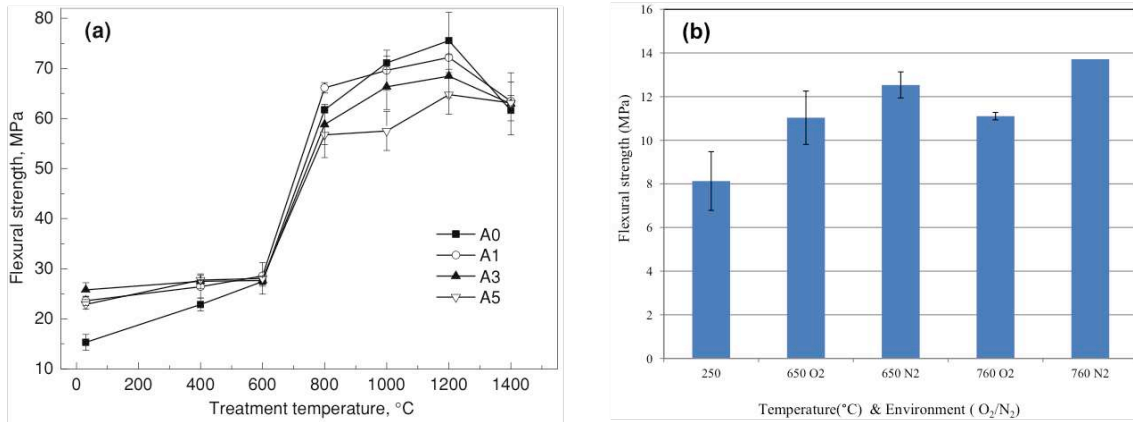 (a)
Flexural strength, MPa
80
70
60
50
40
30
20
10
A0
A1
A3
A5
0 200 400 600 800 1000 1200 1400
Treatment temperature, °C
(b)
Flexural strength (MPa)
16
14
12
10
8
6
4
2
0
250 650 O2 650 N2 760 O2 760 N2
Temperature(°C) & Environment ( O₂/N₂)